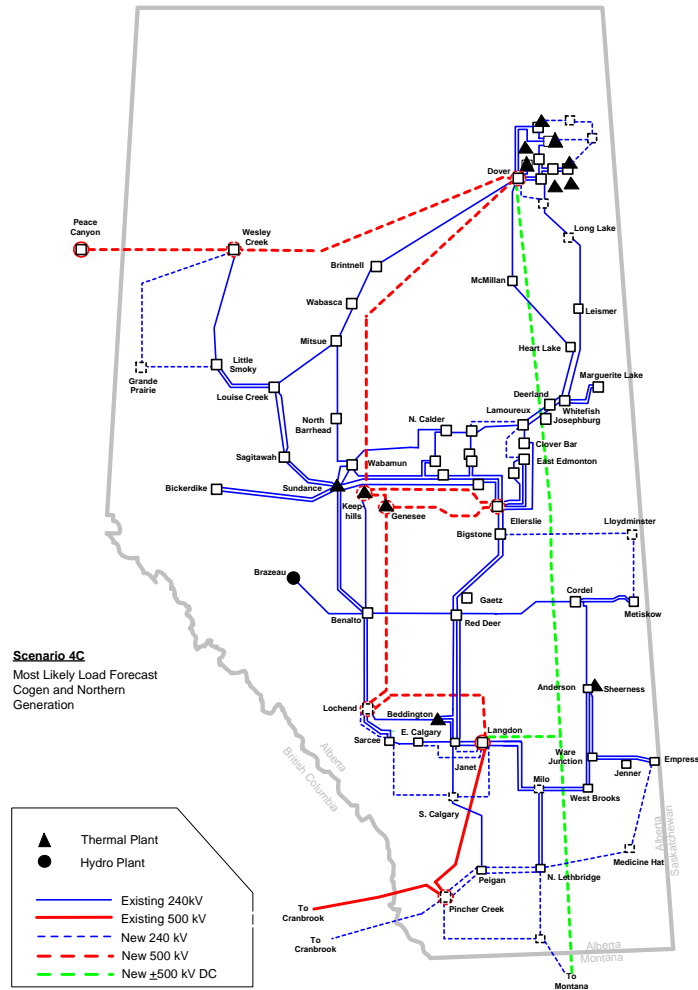 Dover
Peace
Canyon
Wesley
Creek
Long Lake
Brintnell
McMillan
Wabasca
Leismer
Mitsue
Heart Lake
Little
Smoky
Grande
Prairie
Marguerite Lake
Louise Creek
Deerland
Whitefish
Lamoureux
Josephburg
North
Barrhead
N. Calder
Clover Bar
Sagitawah
Wabamun
East Edmonton
Sundance
Bickerdike
Keep-
hills
Genesee
Ellerslie
Lloydminster
Bigstone
Brazeau
Gaetz
Cordel
Benalto
Red Deer
Metiskow
Scenario 4C
Most Likely Load Forecast
Cogen and Northern
Generation
Anderson
Sheerness
Lochend
Beddington
Langdon
E. Calgary
Sarcee
Janet
Ware
Junction
Empress
Jenner
Milo
West Brooks
Alberta
British Columbia
S. Calgary
Alberta
Saskatchewan
Medicine Hat
Peigan
N. Lethbridge
Pincher Creek
To
Cranbrook
To
Cranbrook
Alberta
Montana
To
Montana
Thermal Plant
Hydro Plant
Existing 240kV
Existing 500 kV
New 240 kV
New 500 kV
New ±500 kV DC